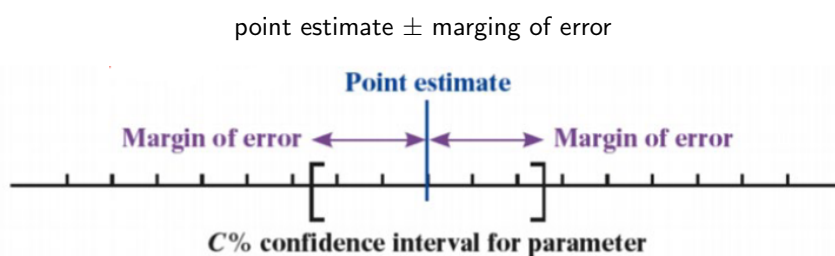 point estimate ± marging of error
Point estimate
Margin of error
Margin of error
C% confidence interval for parameter